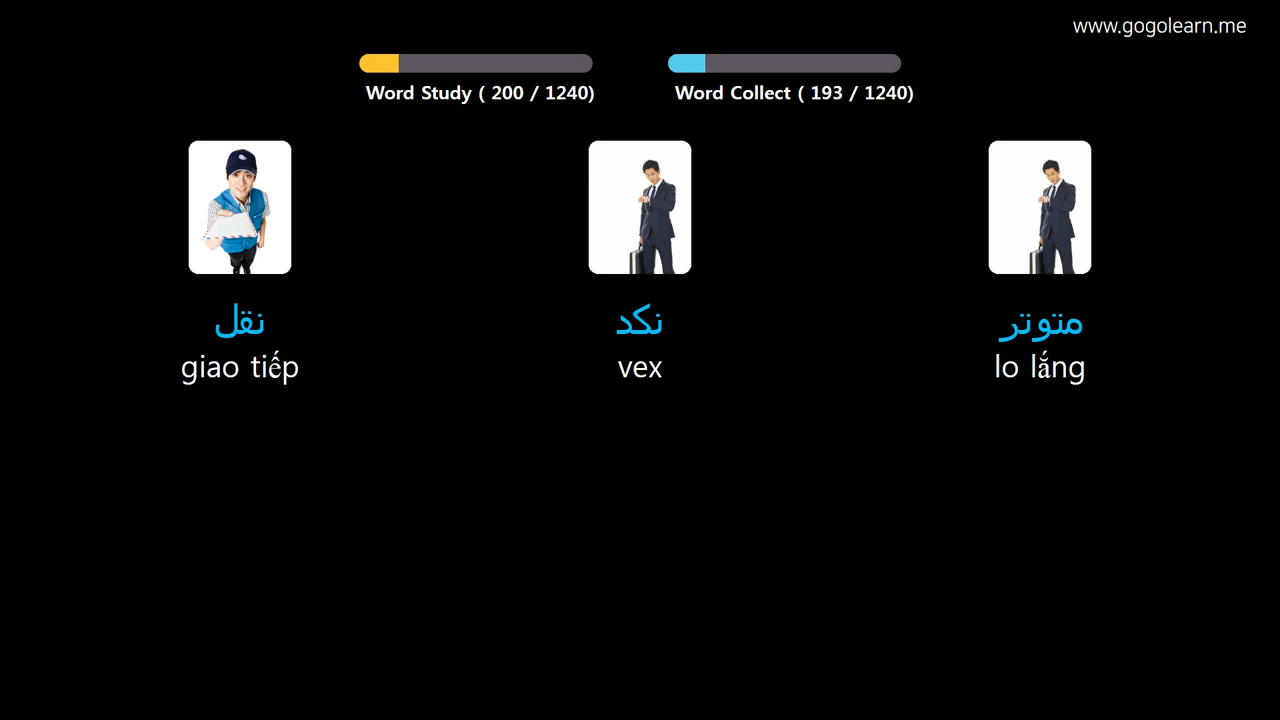 www.gogolearn.me
Word Study ( 200 / 1240)
Word Collect ( 193 / 1240)
نقل
نكد
متوتر
giao tiếp
vex
lo lắng